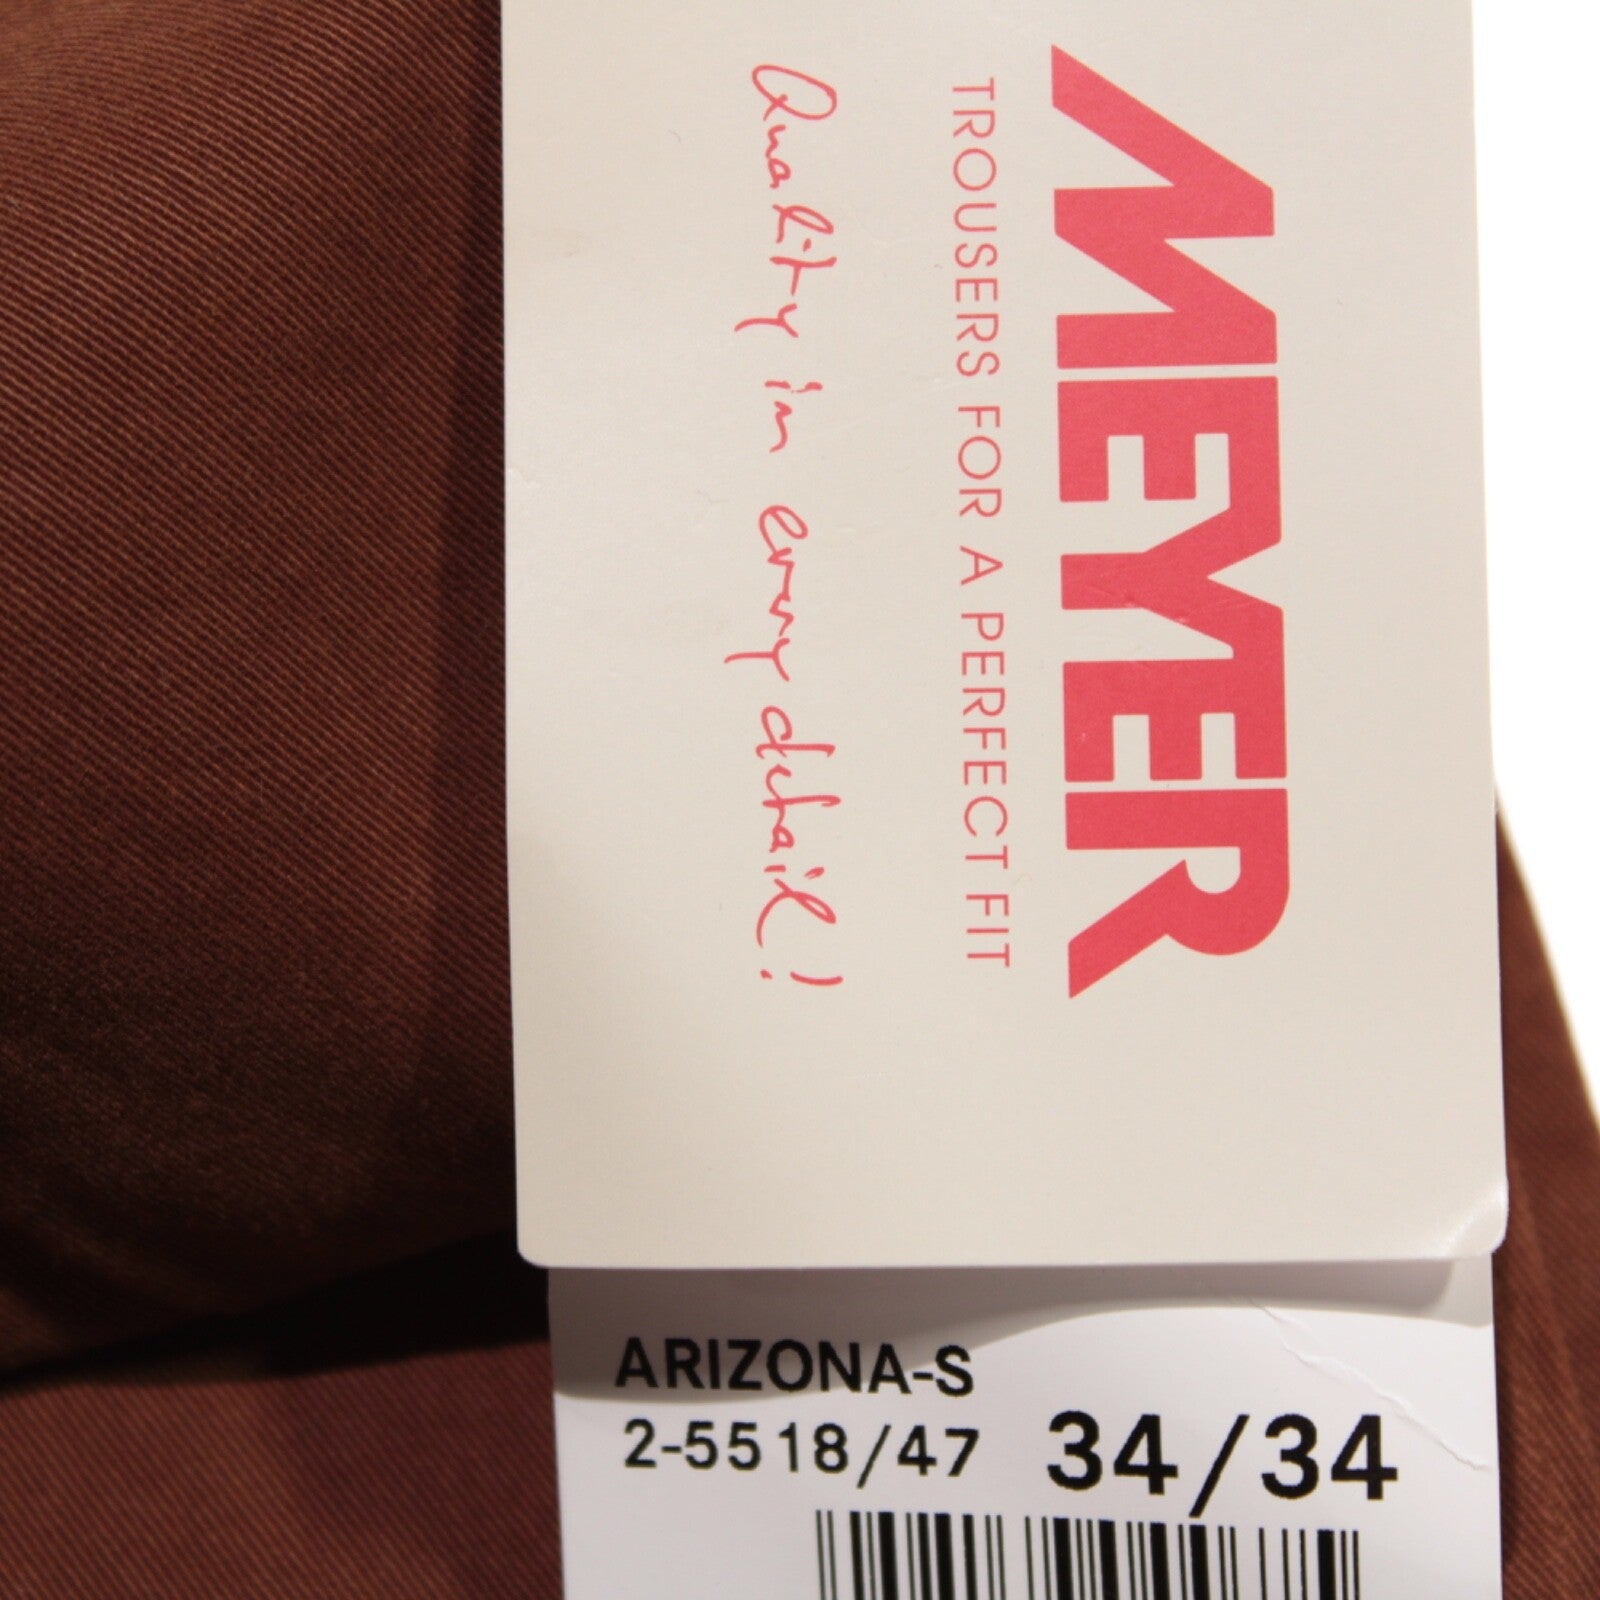 MEYER
TROUSERS FOR A PERFECT FIT
Quality in every detail!
ARIZONA-S
2-5518/47 34/34